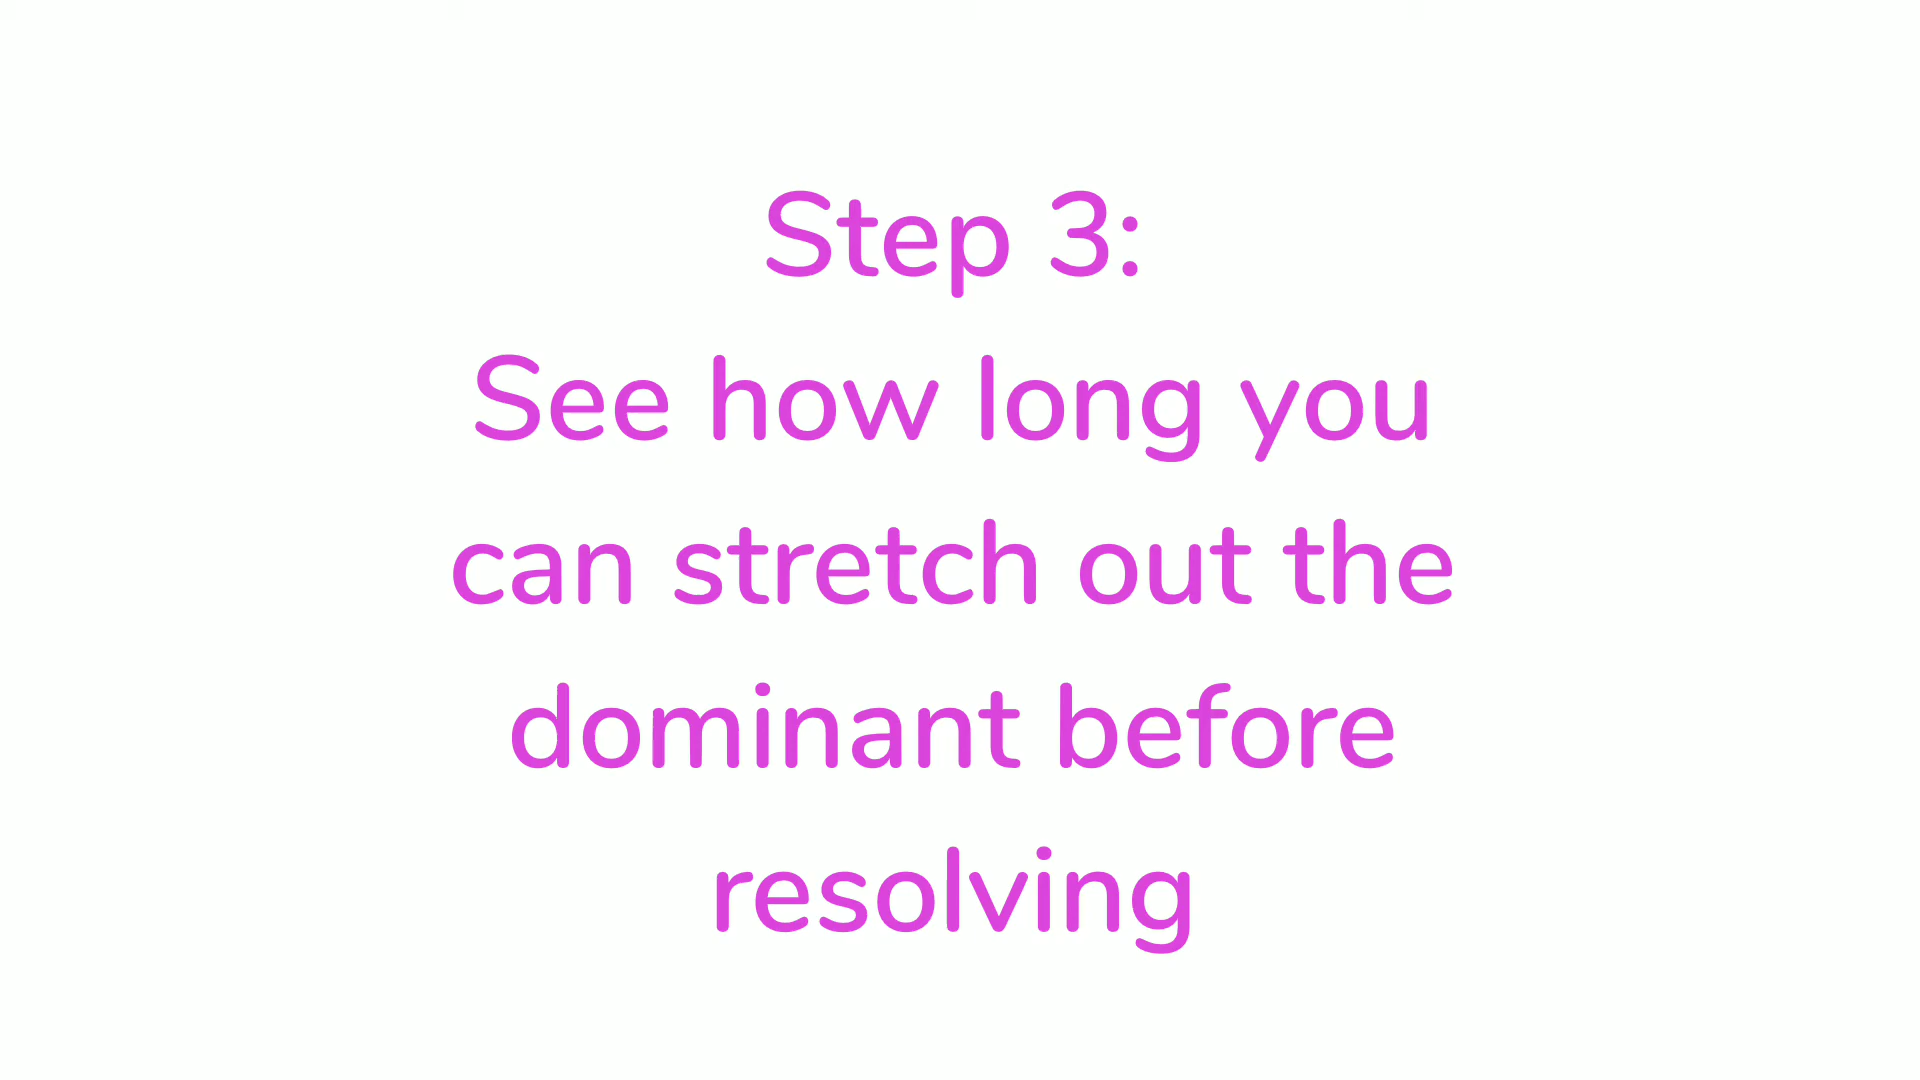 Step 3:
See how long you
can stretch out the
dominant before
resolving